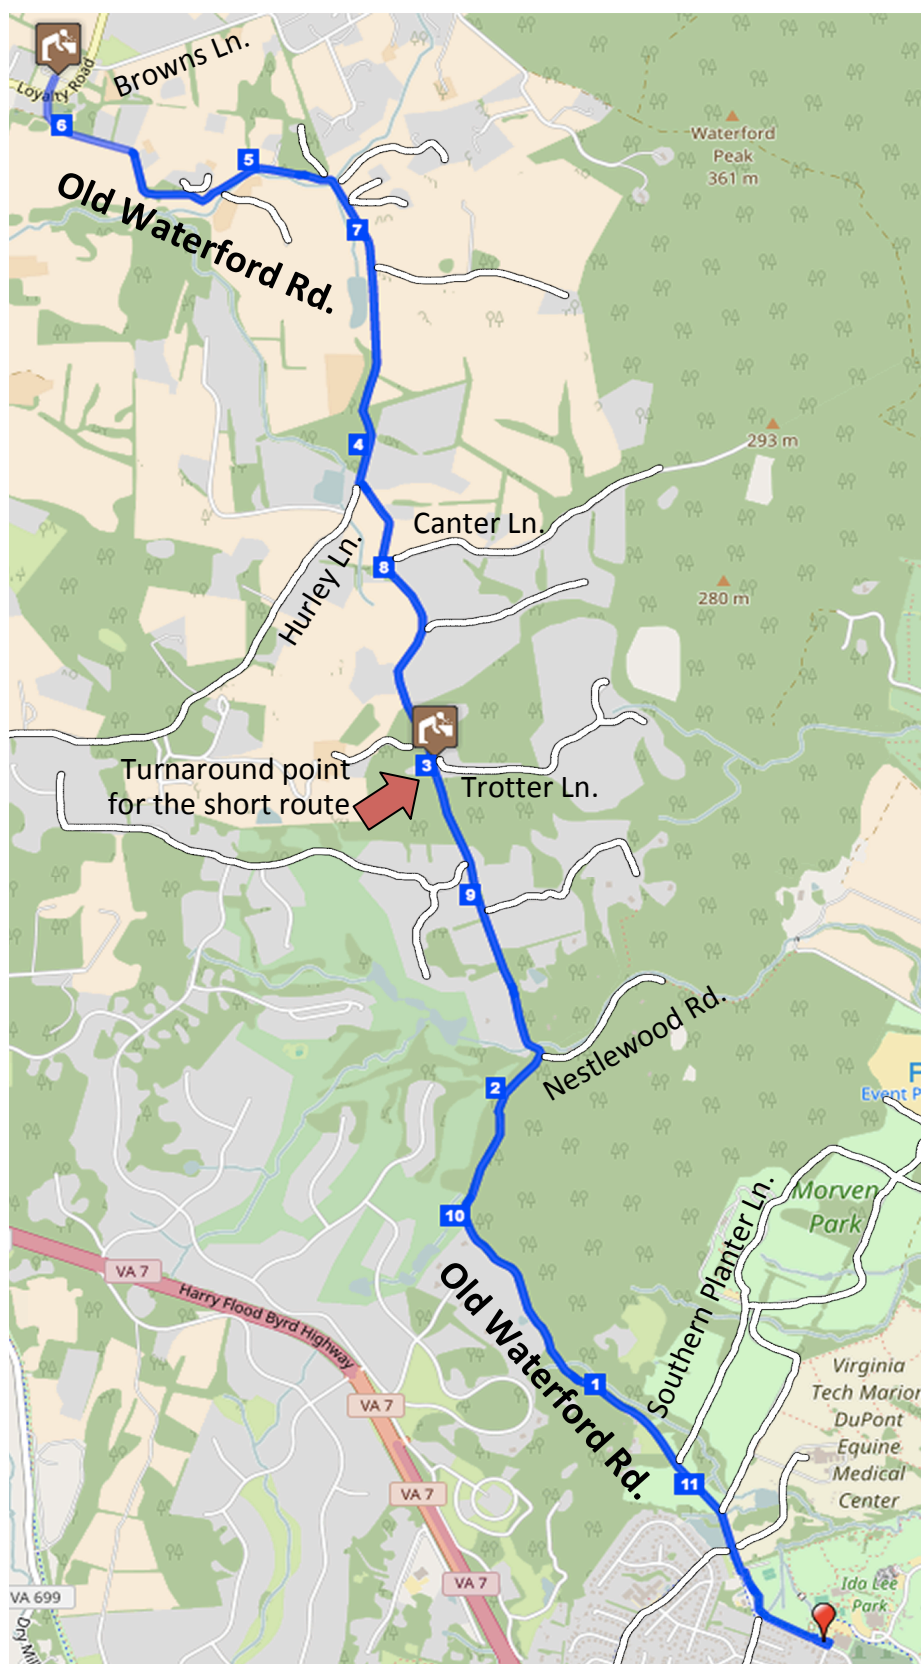 Browns Ln.
Loyalty Road
6
Waterford
Peak
361 m
5
Old Waterford Rd.
7
4
293 m
Canter Ln.
Hurley Ln.
8
280 m
3
Turnaround point
for the short route
Trotter Ln.
9
Nestlewood Rd.
2
Event P
Morven
Park
10
Southern Planter Ln.
VA 7
Harry Flood Byrd Highway
Old Waterford Rd.
1
Virginia
Tech Marion
DuPont
Equine
Medical
Center
VA 7
11
VA 7
VA 7
Ida Lee
Park
VA 699
Dry Mil